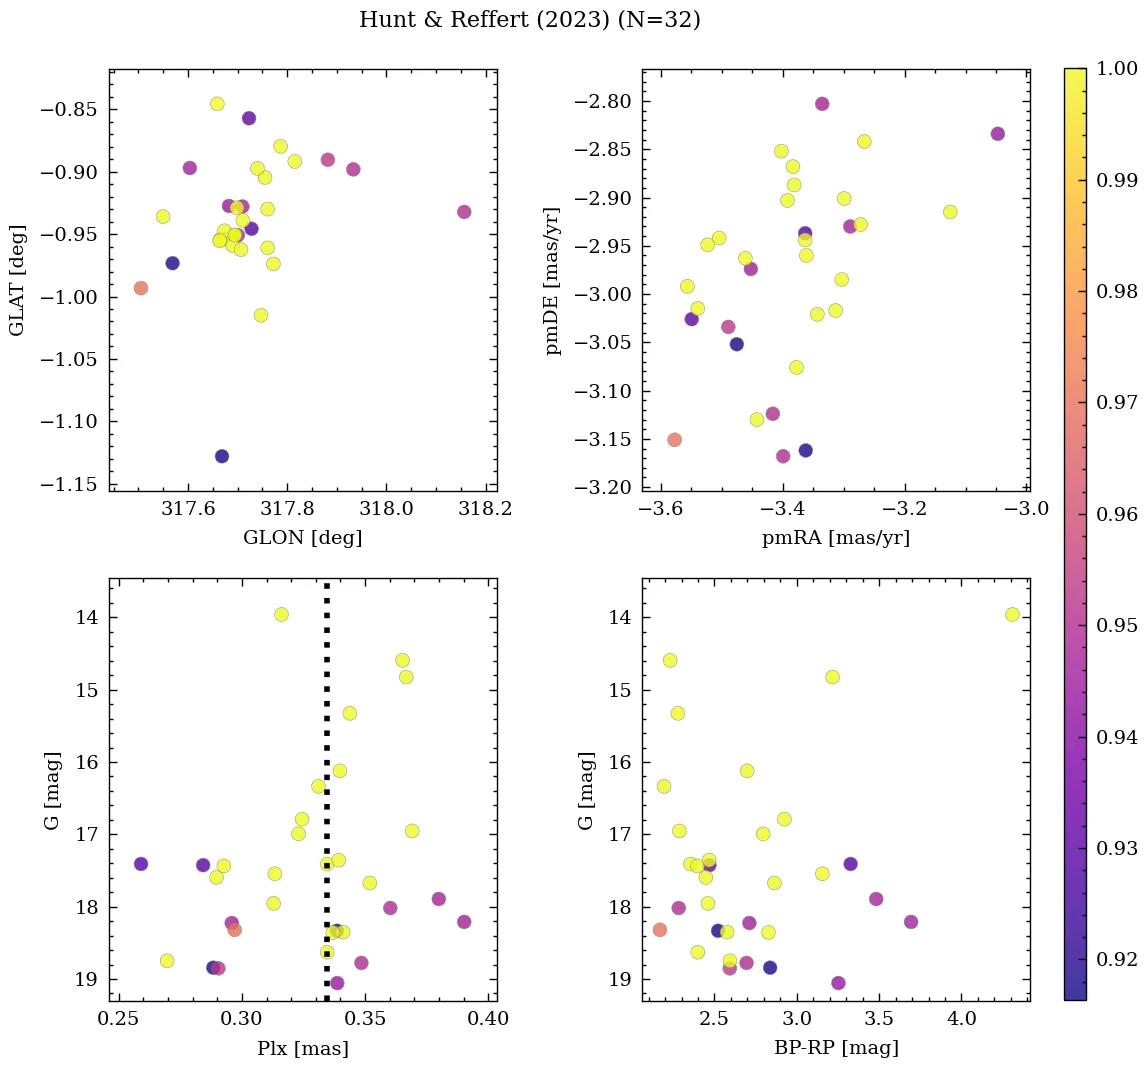 Hunt & Reffert (2023) (N=32)
−0.85
−0.90
−0.95
−1.00
−1.05
−1.10
−1.15
GLAT [deg]
317.6 317.8 318.0 318.2
GLON [deg]
−2.80
−2.85
−2.90
−2.95
−3.00
−3.05
−3.10
−3.15
−3.20
pmDE [mas/yr]
−3.6 −3.4 −3.2 −3.0
pmRA [mas/yr]
14
15
16
17
18
19
G [mag]
0.25 0.30 0.35 0.40
Plx [mas]
14
15
16
17
18
19
G [mag]
2.5 3.0 3.5 4.0
BP-RP [mag]
1.00
0.99
0.98
0.97
0.96
0.95
0.94
0.93
0.92